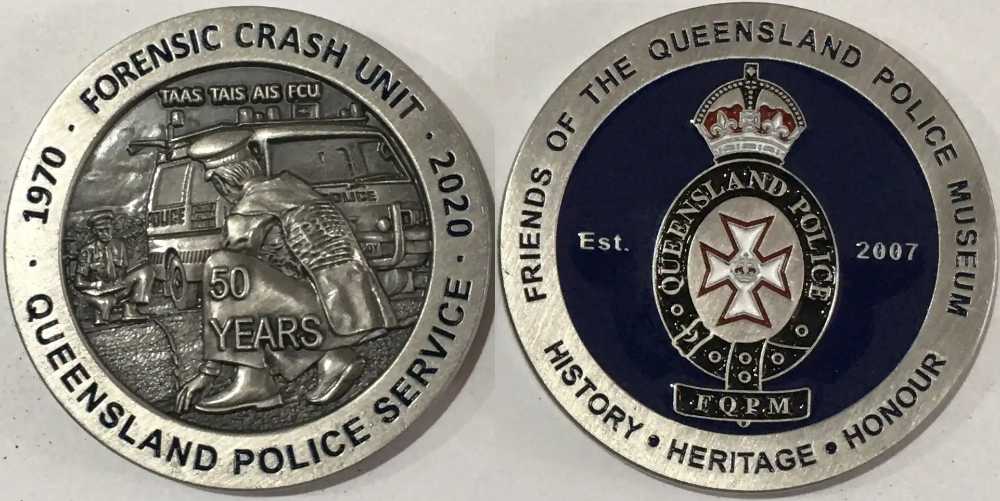 1970 · FORENSIC CRASH UNIT · 2020
TAAS TAIS AIS FCU
POLICE
POLICE
50
YEARS
· QUEENSLAND POLICE SERVICE ·
FRIENDS OF THE QUEENSLAND POLICE MUSEUM
Est. 2007
QUEENSLAND POLICE
FQPM
HISTORY • HERITAGE • HONOUR